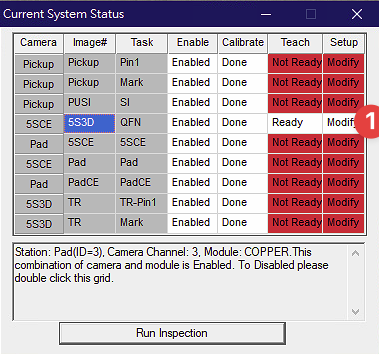 Current System Status
Camera Image# Task Enable Calibrate Teach Setup
Pickup Pickup Pin1 Enabled Done Not Ready Modify
Pickup Pickup Mark Enabled Done Not Ready Modify
Pickup PUSI SI Enabled Done Not Ready Modify
5SCE 5S3D QFN Enabled Done Ready Modify
1
Pad 5SCE 5SCE Enabled Done Not Ready Modify
5SCE Pad Pad Enabled Done Not Ready Modify
Pad PadCE PadCE Enabled Done Not Ready Modify
5S3D TR TR-Pin1 Enabled Done Not Ready Modify
5S3D TR Mark Enabled Done Not Ready Modify
Station: Pad(ID=3), Camera Channel: 3, Module: COPPER.This
combination of camera and module is Enabled. To Disabled please
double click this grid.
Run Inspection